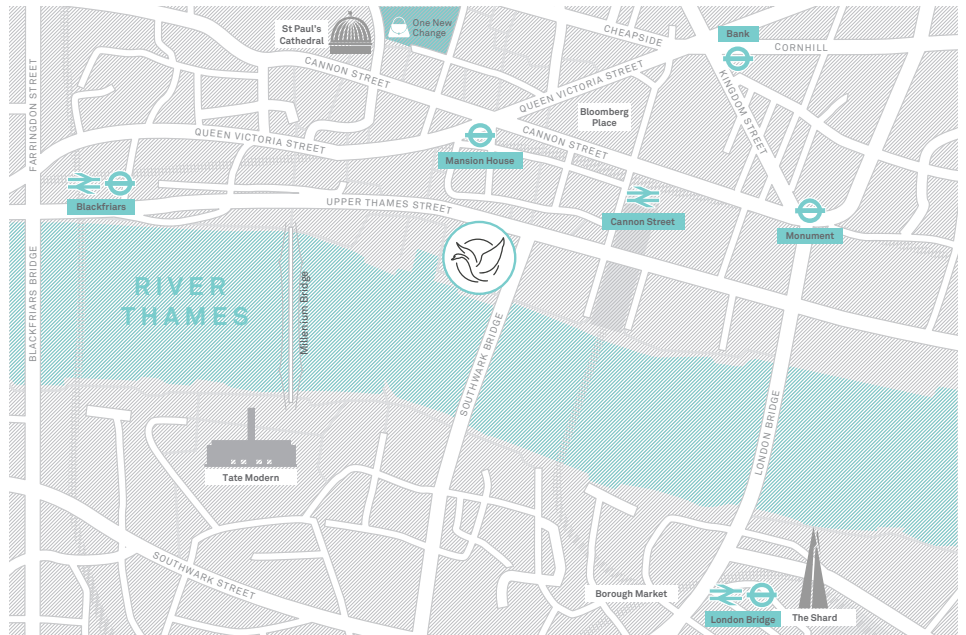 St Paul's
Cathedral
One New
Change
CHEAPSIDE
Bank
CORNHILL
FARRINGDON STREET
CANNON STREET
QUEEN VICTORIA STREET
KINGDOM STREET
Bloomberg
Place
QUEEN VICTORIA STREET
CANNON STREET
Mansion House
Blackfriars
UPPER THAMES STREET
Cannon Street
Monument
BLACKFRIARS BRIDGE
RIVER
THAMES
Millenium Bridge
SOUTHWARK BRIDGE
LONDON BRIDGE
Tate Modern
SOUTHWARK STREET
Borough Market
London Bridge
The Shard